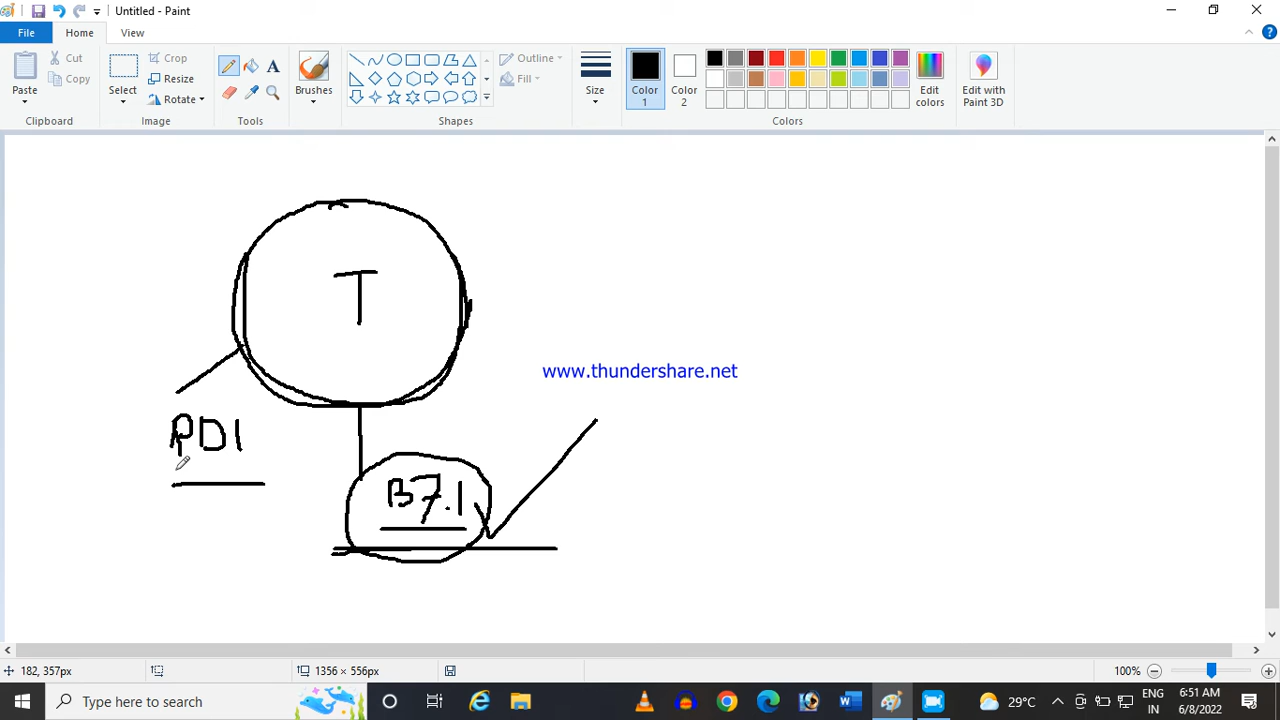 Untitled - Paint
File Home View
Paste
Cut
Copy
Clipboard
Select
Crop
Resize
Rotate
Image
A
Tools
Brushes
Outline
Fill
Shapes
Size
Color 1
Color 2
Colors
Edit colors
Edit with Paint 3D
T
www.thundershare.net
PD1
B7.1
182, 357px
1356 × 556px
100%
Type here to search
29°C
ENG
IN
6:51 AM
6/8/2022